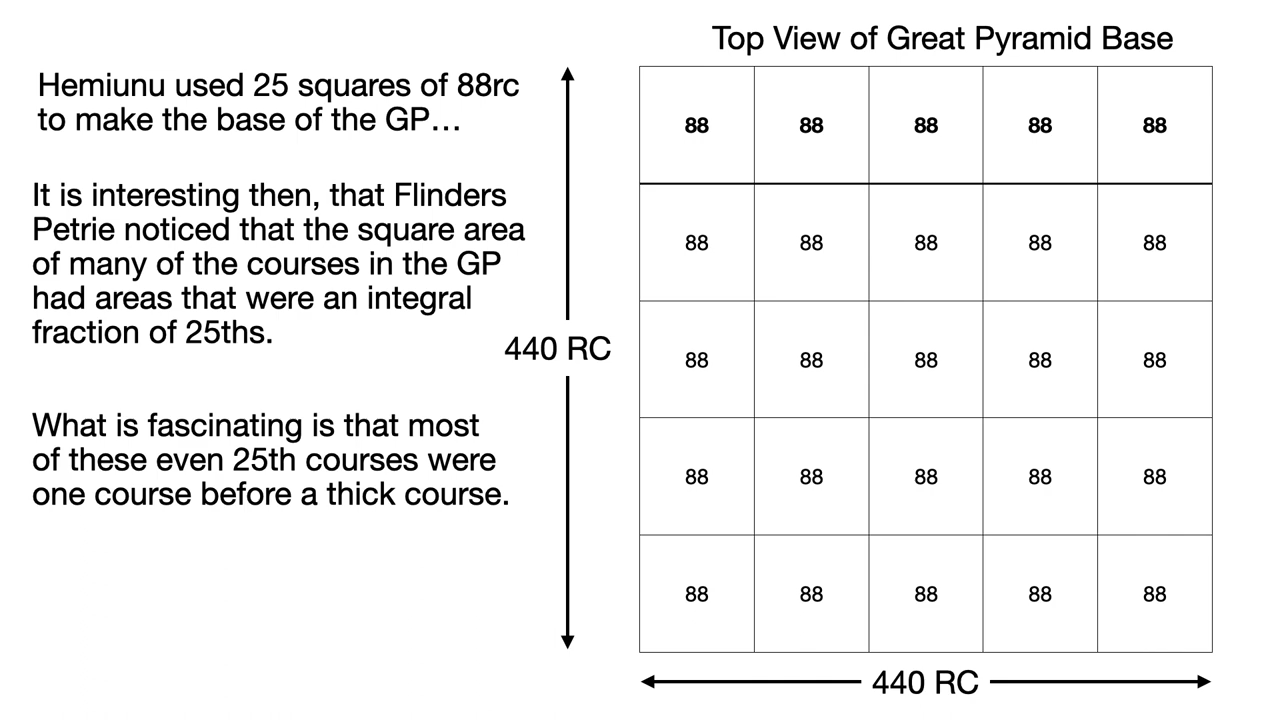 Top View of Great Pyramid Base
Hemiunu used 25 squares of 88rc
to make the base of the GP…
It is interesting then, that Flinders
Petrie noticed that the square area
of many of the courses in the GP
had areas that were an integral
fraction of 25ths.
What is fascinating is that most
of these even 25th courses were
one course before a thick course.
440 RC
88 88 88 88 88
88 88 88 88 88
88 88 88 88 88
88 88 88 88 88
88 88 88 88 88
440 RC